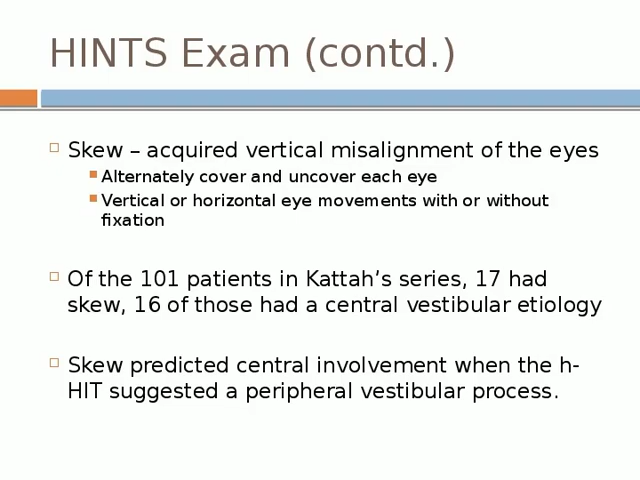 HINTS Exam (contd.)
Skew – acquired vertical misalignment of the eyes
Alternately cover and uncover each eye
Vertical or horizontal eye movements with or without
fixation
Of the 101 patients in Kattah’s series, 17 had
skew, 16 of those had a central vestibular etiology
Skew predicted central involvement when the h-
HIT suggested a peripheral vestibular process.